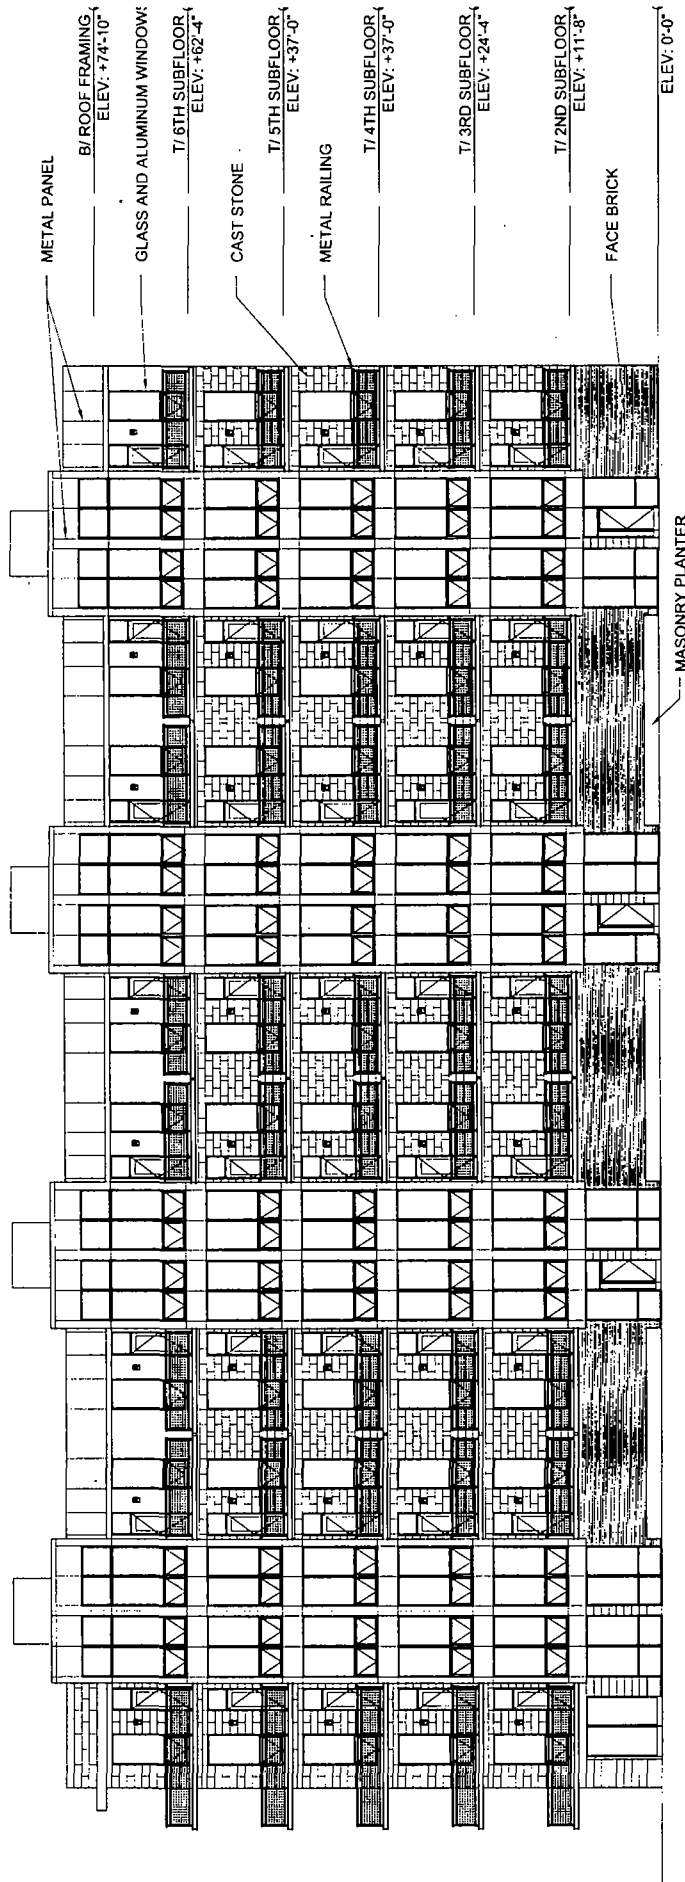 B/ ROOF FRAMING
ELEV: +74'-10"
T/ 6TH SUBFLOOR
ELEV: +62'-4"
T/ 5TH SUBFLOOR
ELEV: +37'-0"
T/ 4TH SUBFLOOR
ELEV: +37'-0"
T/ 3RD SUBFLOOR
ELEV: +24'-4"
T/ 2ND SUBFLOOR
ELEV: +11'-8"
ELEV: 0'-0"
METAL PANEL
GLASS AND ALUMINUM WINDOWS
CAST STONE
METAL RAILING
FACE BRICK
MASONRY PLANTER